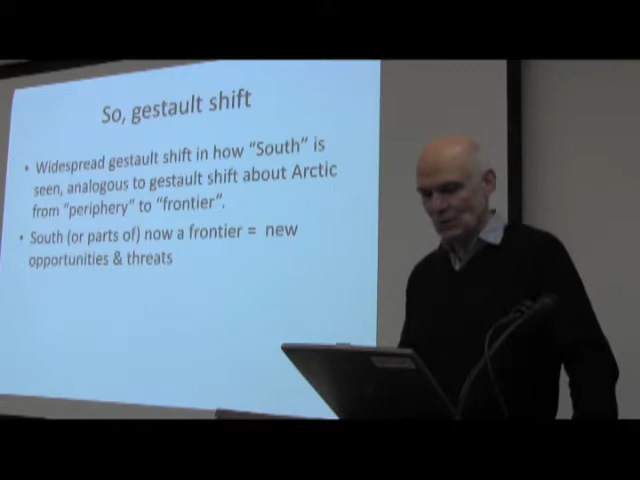 So, gestault shift
• Widespread gestault shift in how “South” is
seen, analogous to gestault shift about Arctic
from “periphery” to “frontier”.
• South (or parts of) now a frontier = new
opportunities & threats